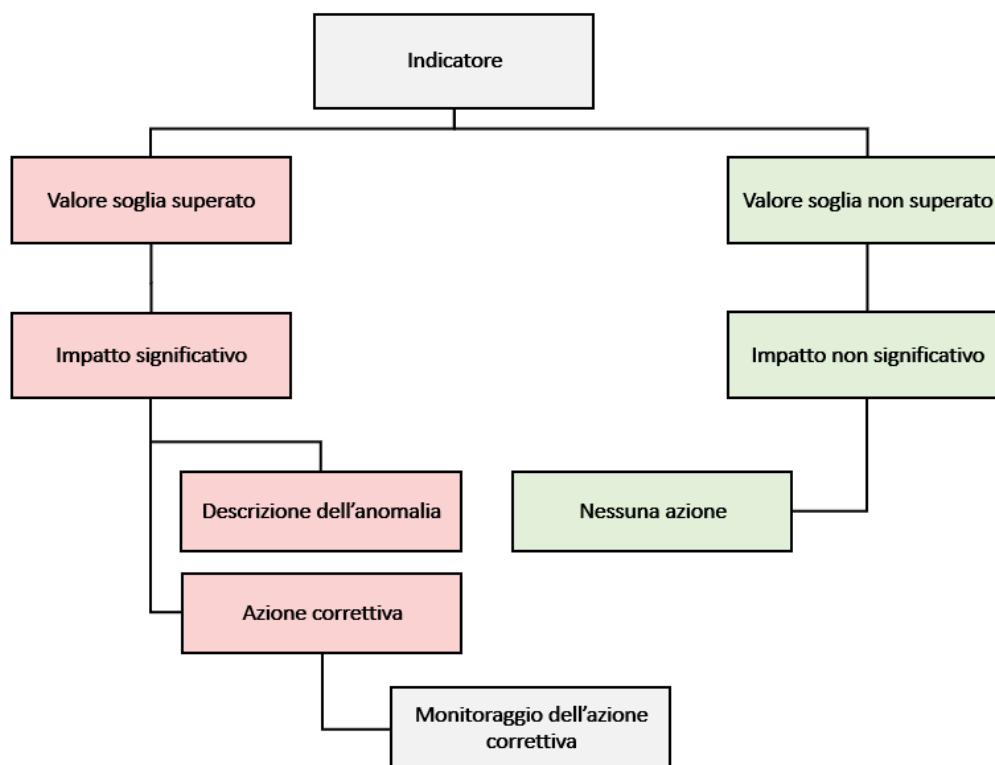 Indicatore
Valore soglia superato
Valore soglia non superato
Impatto significativo
Impatto non significativo
Descrizione dell’anomalia
Nessuna azione
Azione correttiva
Monitoraggio dell’azione
correttiva